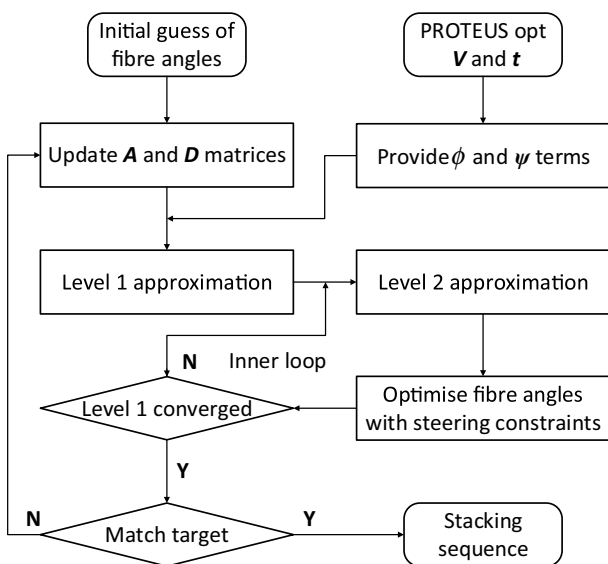 Initial guess of
fibre angles
PROTEUS opt
V and t
Update A and D matrices
Provide ϕ and ψ terms
Level 1 approximation
Level 2 approximation
N
Inner loop
Level 1 converged
Optimise fibre angles
with steering constraints
Y
N
Match target
Y
Stacking
sequence